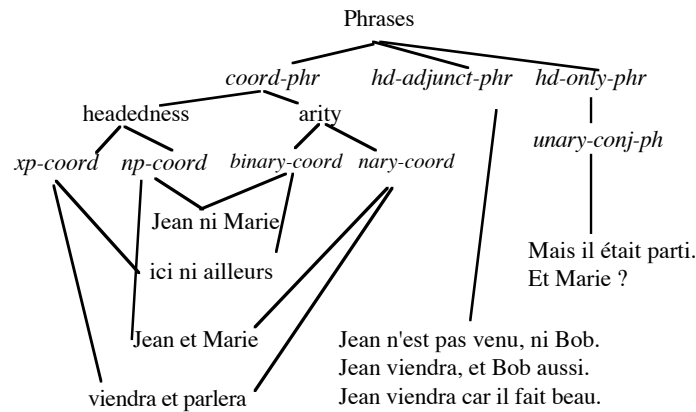 Phrases
coord-phr hd-adjunct-phr hd-only-phr
headedness arity
unary-conj-ph
xp-coord np-coord binary-coord nary-coord
Jean ni Marie
Mais il était parti.
ici ni ailleurs
Et Marie ?
Jean et Marie
Jean n'est pas venu, ni Bob.
Jean viendra, et Bob aussi.
viendra et parlera
Jean viendra car il fait beau.